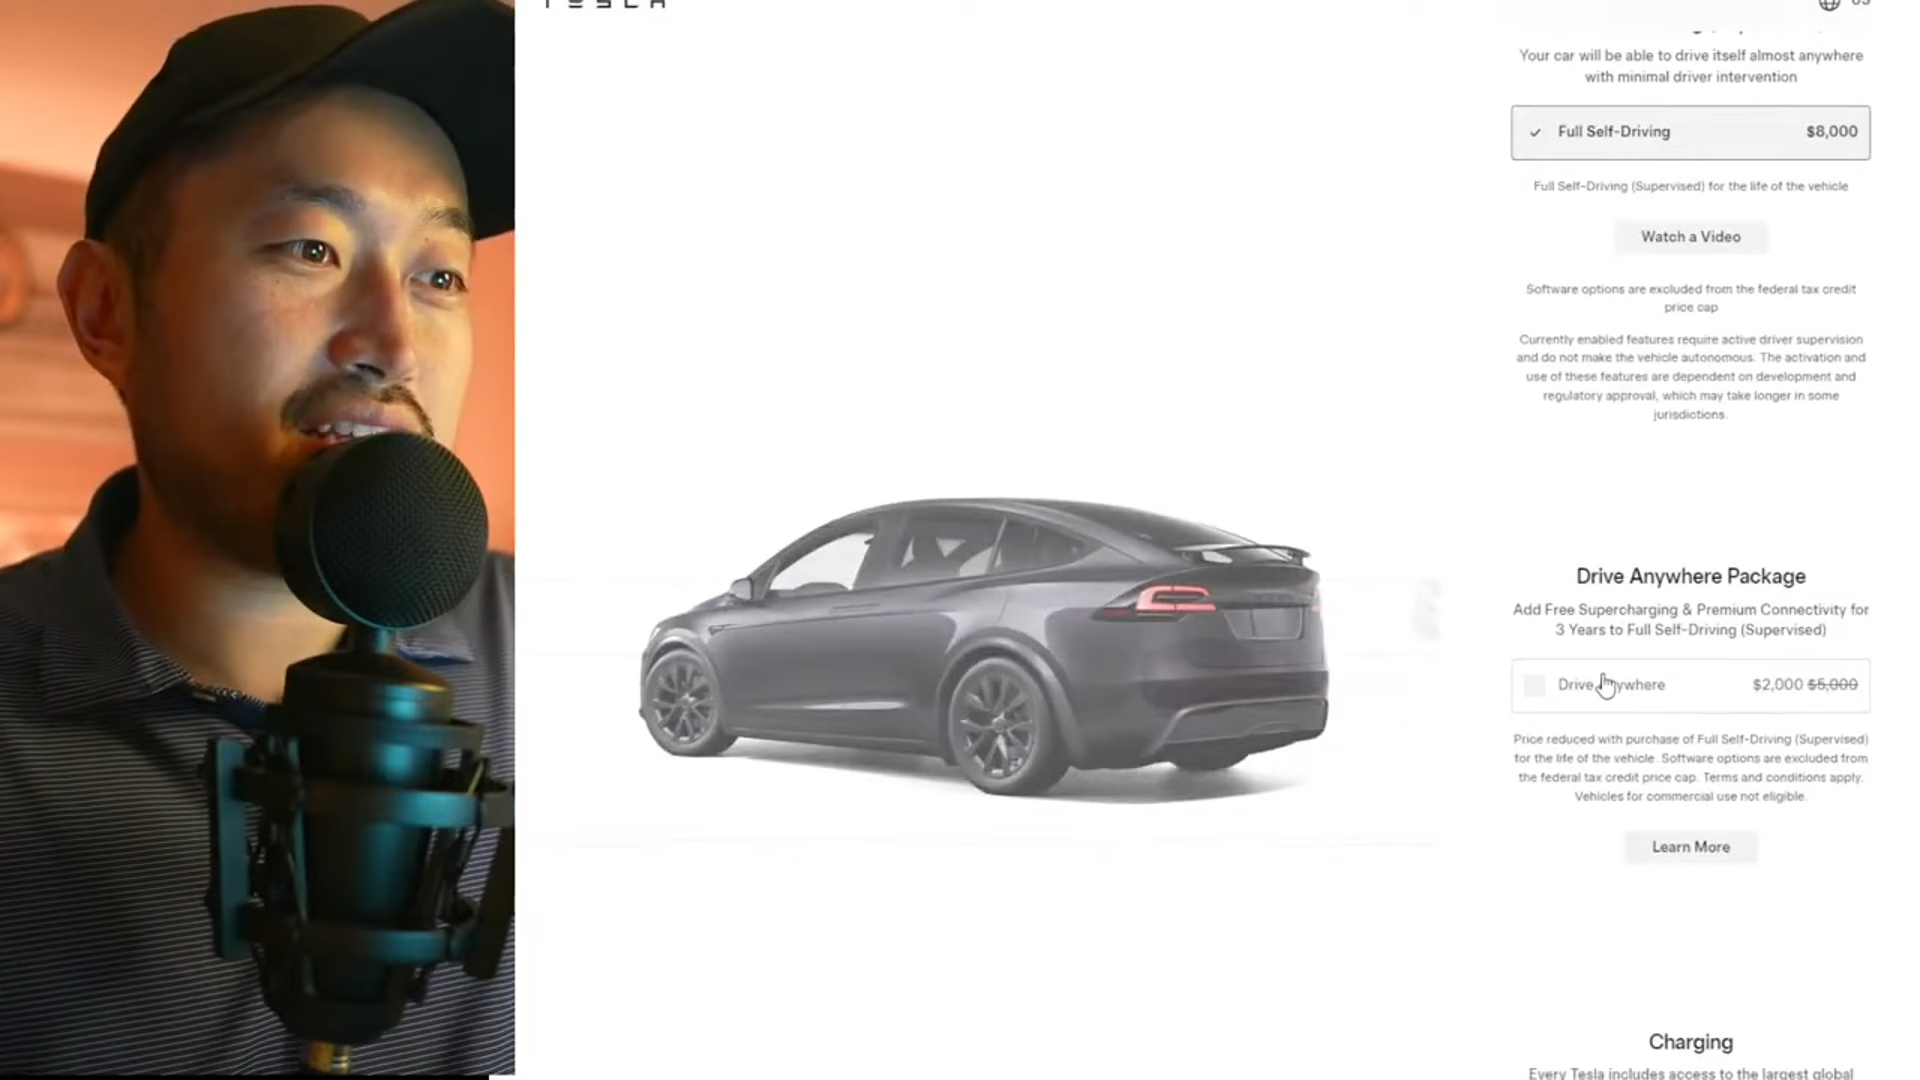 TESLA
US
Your car will be able to drive itself almost anywhere
with minimal driver intervention
Full Self-Driving $8,000
Full Self-Driving (Supervised) for the life of the vehicle
Watch a Video
Software options are excluded from the federal tax credit
price cap
Currently enabled features require active driver supervision
and do not make the vehicle autonomous. The activation and
use of these features are dependent on development and
regulatory approval, which may take longer in some
jurisdictions.
Drive Anywhere Package
Add Free Supercharging & Premium Connectivity for
3 Years to Full Self-Driving (Supervised)
Drive Anywhere $2,000 $5,000
Price reduced with purchase of Full Self-Driving (Supervised)
for the life of the vehicle. Software options are excluded from
the federal tax credit price cap. Terms and conditions apply.
Vehicles for commercial use not eligible.
Learn More
Charging
Every Tesla includes access to the largest global